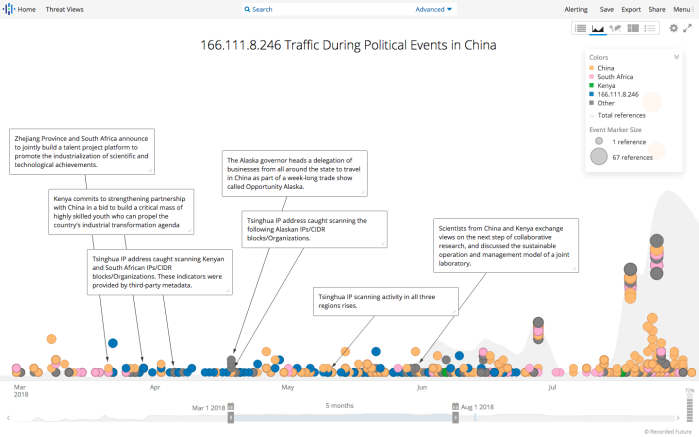 Home Threat Views Search Advanced Alerting Save Export Share Menu
166.111.8.246 Traffic During Political Events in China
Colors
China
South Africa
Kenya
166.111.8.246
Other
Total references
Event Marker Size
1 reference
67 references
Zhejiang Province and South Africa announce
to jointly build a talent project platform to
promote the industrialization of scientific and
technological achievements.
The Alaska governor heads a delegation of
businesses from all around the state to travel
in China as part of a week-long trade show
called Opportunity Alaska.
Kenya commits to strengthening partnership
with China in a bid to build a critical mass of
highly skilled youth who can propel the
country's industrial transformation agenda
Tsinghua IP address caught scanning the
following Alaskan IPs/CIDR
blocks/Organizations.
Scientists from China and Kenya exchange
views on the next step of collaborative
research, and discussed the sustainable
operation and management model of a joint
laboratory.
Tsinghua IP address caught scanning Kenyan
and South African IPs/CIDR
blocks/Organizations. These indicators were
provided by third-party metadata.
Tsinghua IP scanning activity in all three
regions rises.
Mar Apr May Jun Jul
2018
Mar 1 2018 5 months Aug 1 2018
© Recorded Future